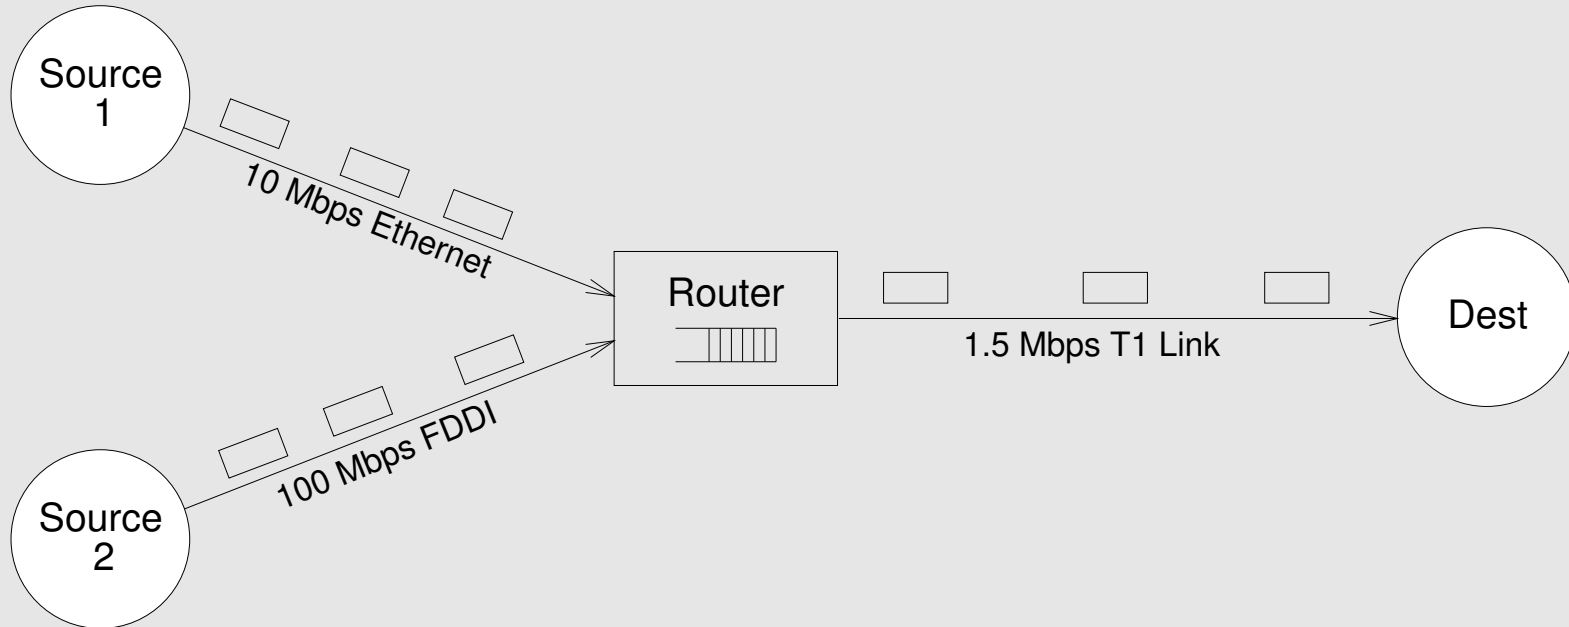 Source
1
10 Mbps Ethernet
Router
1.5 Mbps T1 Link
Dest
100 Mbps FDDI
Source
2